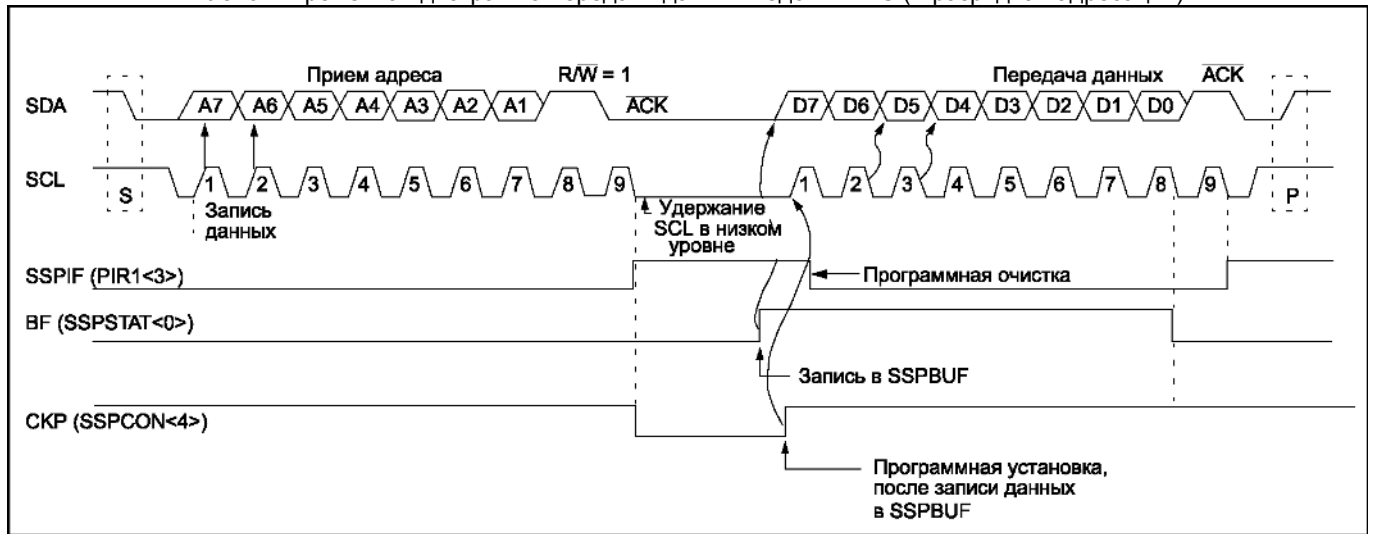 Прием адреса R/W = 1 Передача данных ACK
SDA A7 A6 A5 A4 A3 A2 A1 ACK D7 D6 D5 D4 D3 D2 D1 D0
SCL S 1 2 3 4 5 6 7 8 9 1 2 3 4 5 6 7 8 9 P
Запись
данных
Удержание
SCL в низком
уровне
SSPIF (PIR1<3>)
Программная очистка
BF (SSPSTAT<0>)
Запись в SSPBUF
CKP (SSPCON<4>)
Программная установка,
после записи данных
в SSPBUF